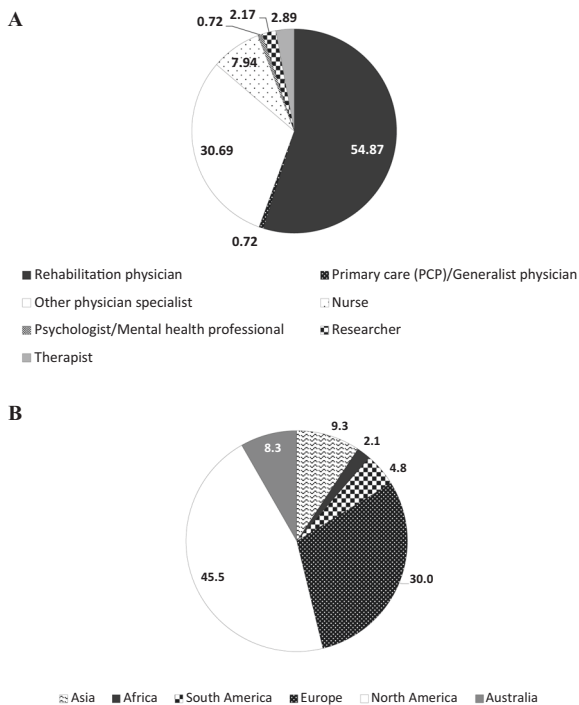 A
0.72
2.17
2.89
7.94
30.69
54.87
0.72
Rehabilitation physician
Primary care (PCP)/Generalist physician
Other physician specialist
Nurse
Psychologist/Mental health professional
Researcher
Therapist
B
9.3
8.3
2.1
4.8
45.5
30.0
Asia Africa South America Europe North America Australia